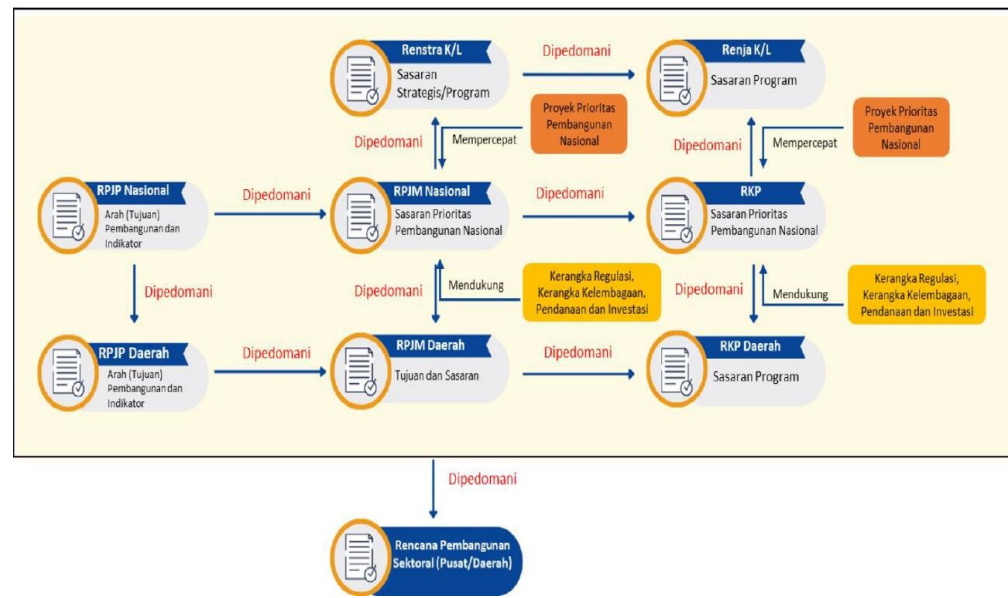 Renstra K/L
Sasaran
Strategis/Program
Dipedomani
Renja K/L
Sasaran Program
Dipedomani
Mempercepat
Proyek Prioritas
Pembangunan
Nasional
Dipedomani
Mempercepat
Proyek Prioritas
Pembangunan
Nasional
RPJP Nasional
Arah (Tujuan)
Pembangunan dan
Indikator
Dipedomani
RPJM Nasional
Sasaran Prioritas
Pembangunan Nasional
Dipedomani
RKP
Sasaran Prioritas
Pembangunan Nasional
Dipedomani
Dipedomani
Mendukung
Kerangka Regulasi,
Kerangka Kelembagaan,
Pendanaan dan Investasi
Dipedomani
Mendukung
Kerangka Regulasi,
Kerangka Kelembagaan,
Pendanaan dan Investasi
RPJP Daerah
Arah (Tujuan)
Pembangunan dan
Indikator
Dipedomani
RPJM Daerah
Tujuan dan Sasaran
Dipedomani
RKP Daerah
Sasaran Program
Dipedomani
Rencana Pembangunan
Sektoral (Pusat/Daerah)